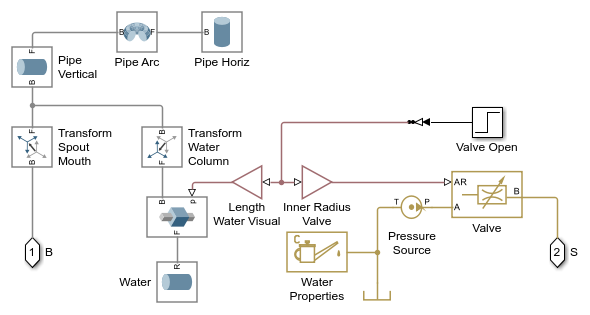 B
F
B
Pipe Arc
Pipe Horiz
F
Pipe
Vertical
B
F
Transform
Spout
Mouth
B
B
Transform
Water
Column
F
Valve Open
Length
Water Visual
Inner Radius
Valve
B
p
F
AR
A
B
Valve
T
P
Pressure
Source
1
B
C
Water
Properties
2
S
R
Water